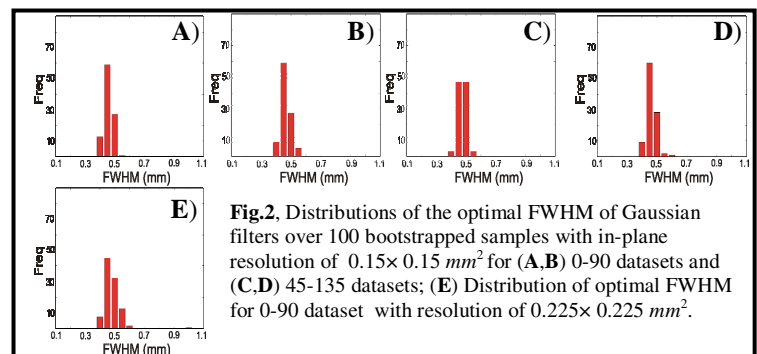 A)
B)
C)
D)
70
50
30
10
Freq
0.1 0.4 0.7 0.9 1.1
FWHM (mm)
70
50
30
10
Freq
0.1 0.4 0.5 0.7 0.9 1.1
FWHM (mm)
70
50
30
10
Freq
0.1 0.4 0.5 0.7 0.9 1.1
FWHM (mm)
70
50
30
10
Freq
0.1 0.4 0.5 0.7 0.9 1.1
FWHM (mm)
E)
70
50
30
10
Freq
0.1 0.4 0.5 0.7 0.9 1.1
FWHM (mm)
Fig.2, Distributions of the optimal FWHM of Gaussian
filters over 100 bootstrapped samples with in-plane
resolution of 0.15× 0.15 mm² for (A,B) 0-90 datasets and
(C,D) 45-135 datasets; (E) Distribution of optimal FWHM
for 0-90 dataset with resolution of 0.225× 0.225 mm².